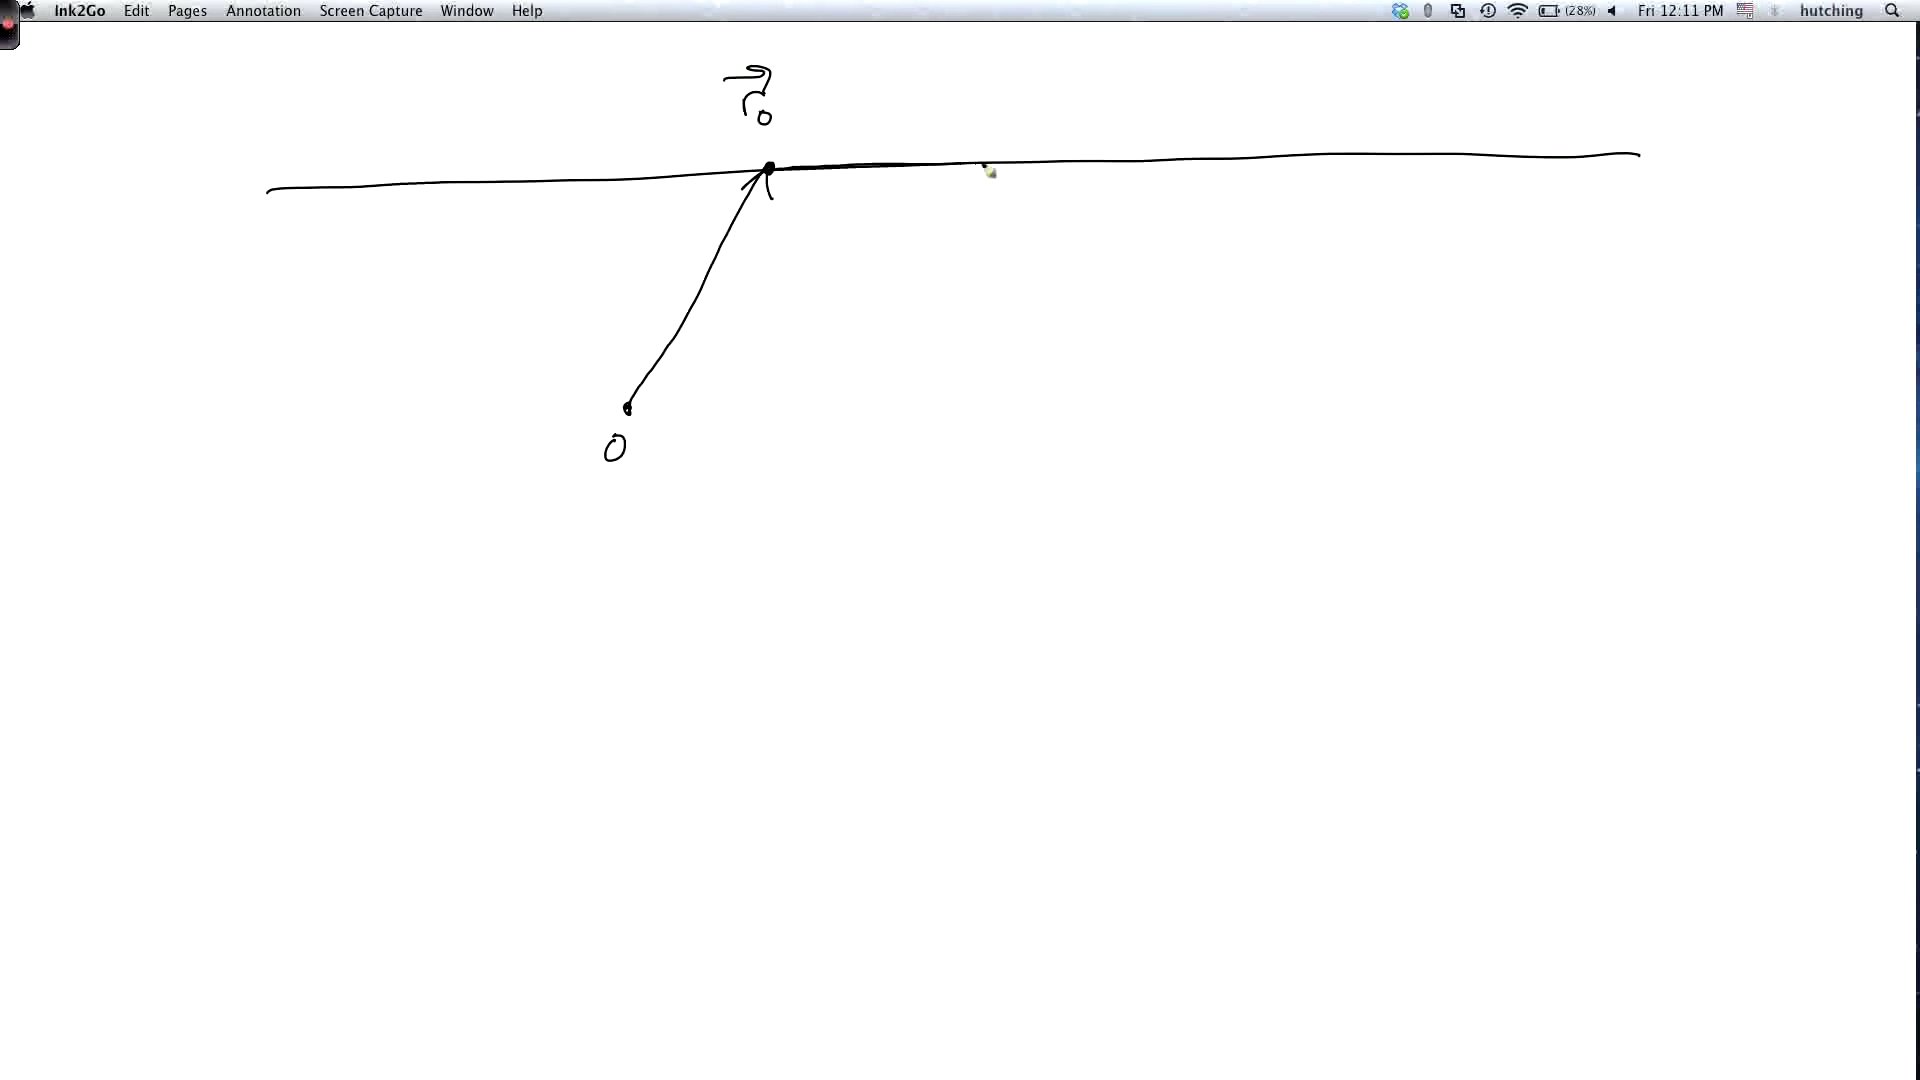 Ink2Go Edit Pages Annotation Screen Capture Window Help (28%) Fri 12:11 PM hutching
r⃗₀
0